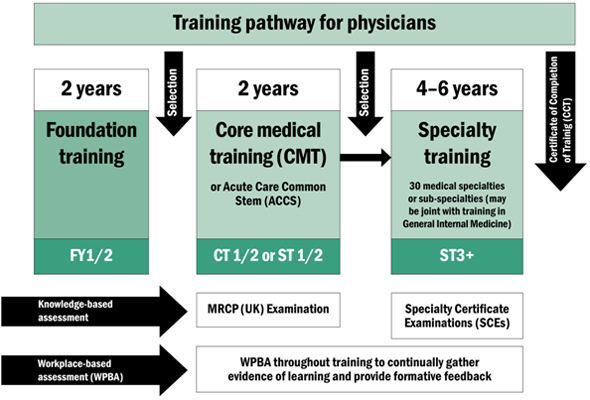 Training pathway for physicians
2 years
Selection
2 years
Selection
4–6 years
Certificate of Completion
of Trainig (CCT)
Foundation
training
Core medical
training (CMT)
or Acute Care Common
Stem (ACCS)
Specialty
training
30 medical specialties
or sub-specialties (may
be joint with training in
General Internal Medicine)
FY1/2
CT 1/2 or ST 1/2
ST3+
Knowledge-based
assessment
MRCP (UK) Examination
Specialty Certificate
Examinations (SCEs)
Workplace-based
assessment (WPBA)
WPBA throughout training to continually gather
evidence of learning and provide formative feedback